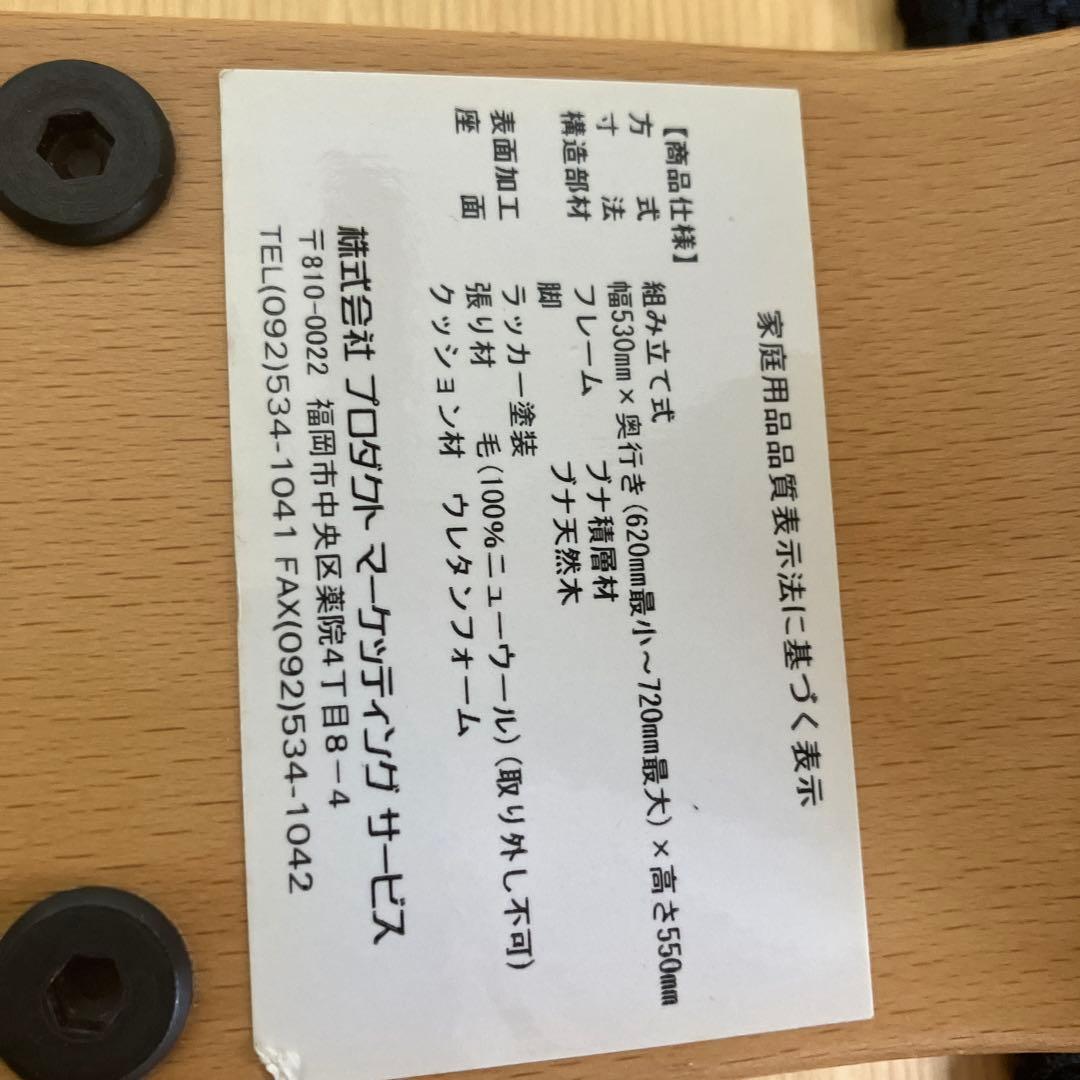 家庭用品品質表示法に基づく表示
【商品仕様】
方式 組み立て式
寸法 幅530mm×奥行き(620mm最小～720mm最大)×高さ550mm
構造部材 フレーム ブナ積層材
脚 ブナ天然木
表面加工 ラッカー塗装
座面 張り材 毛(100%ニューウール)(取り外し不可)
クッション材 ウレタンフォーム
株式会社 プロダクト マーケッティング サービス
〒810-0022 福岡市中央区薬院4丁目8-4
TEL(092)534-1041 FAX(092)534-1042